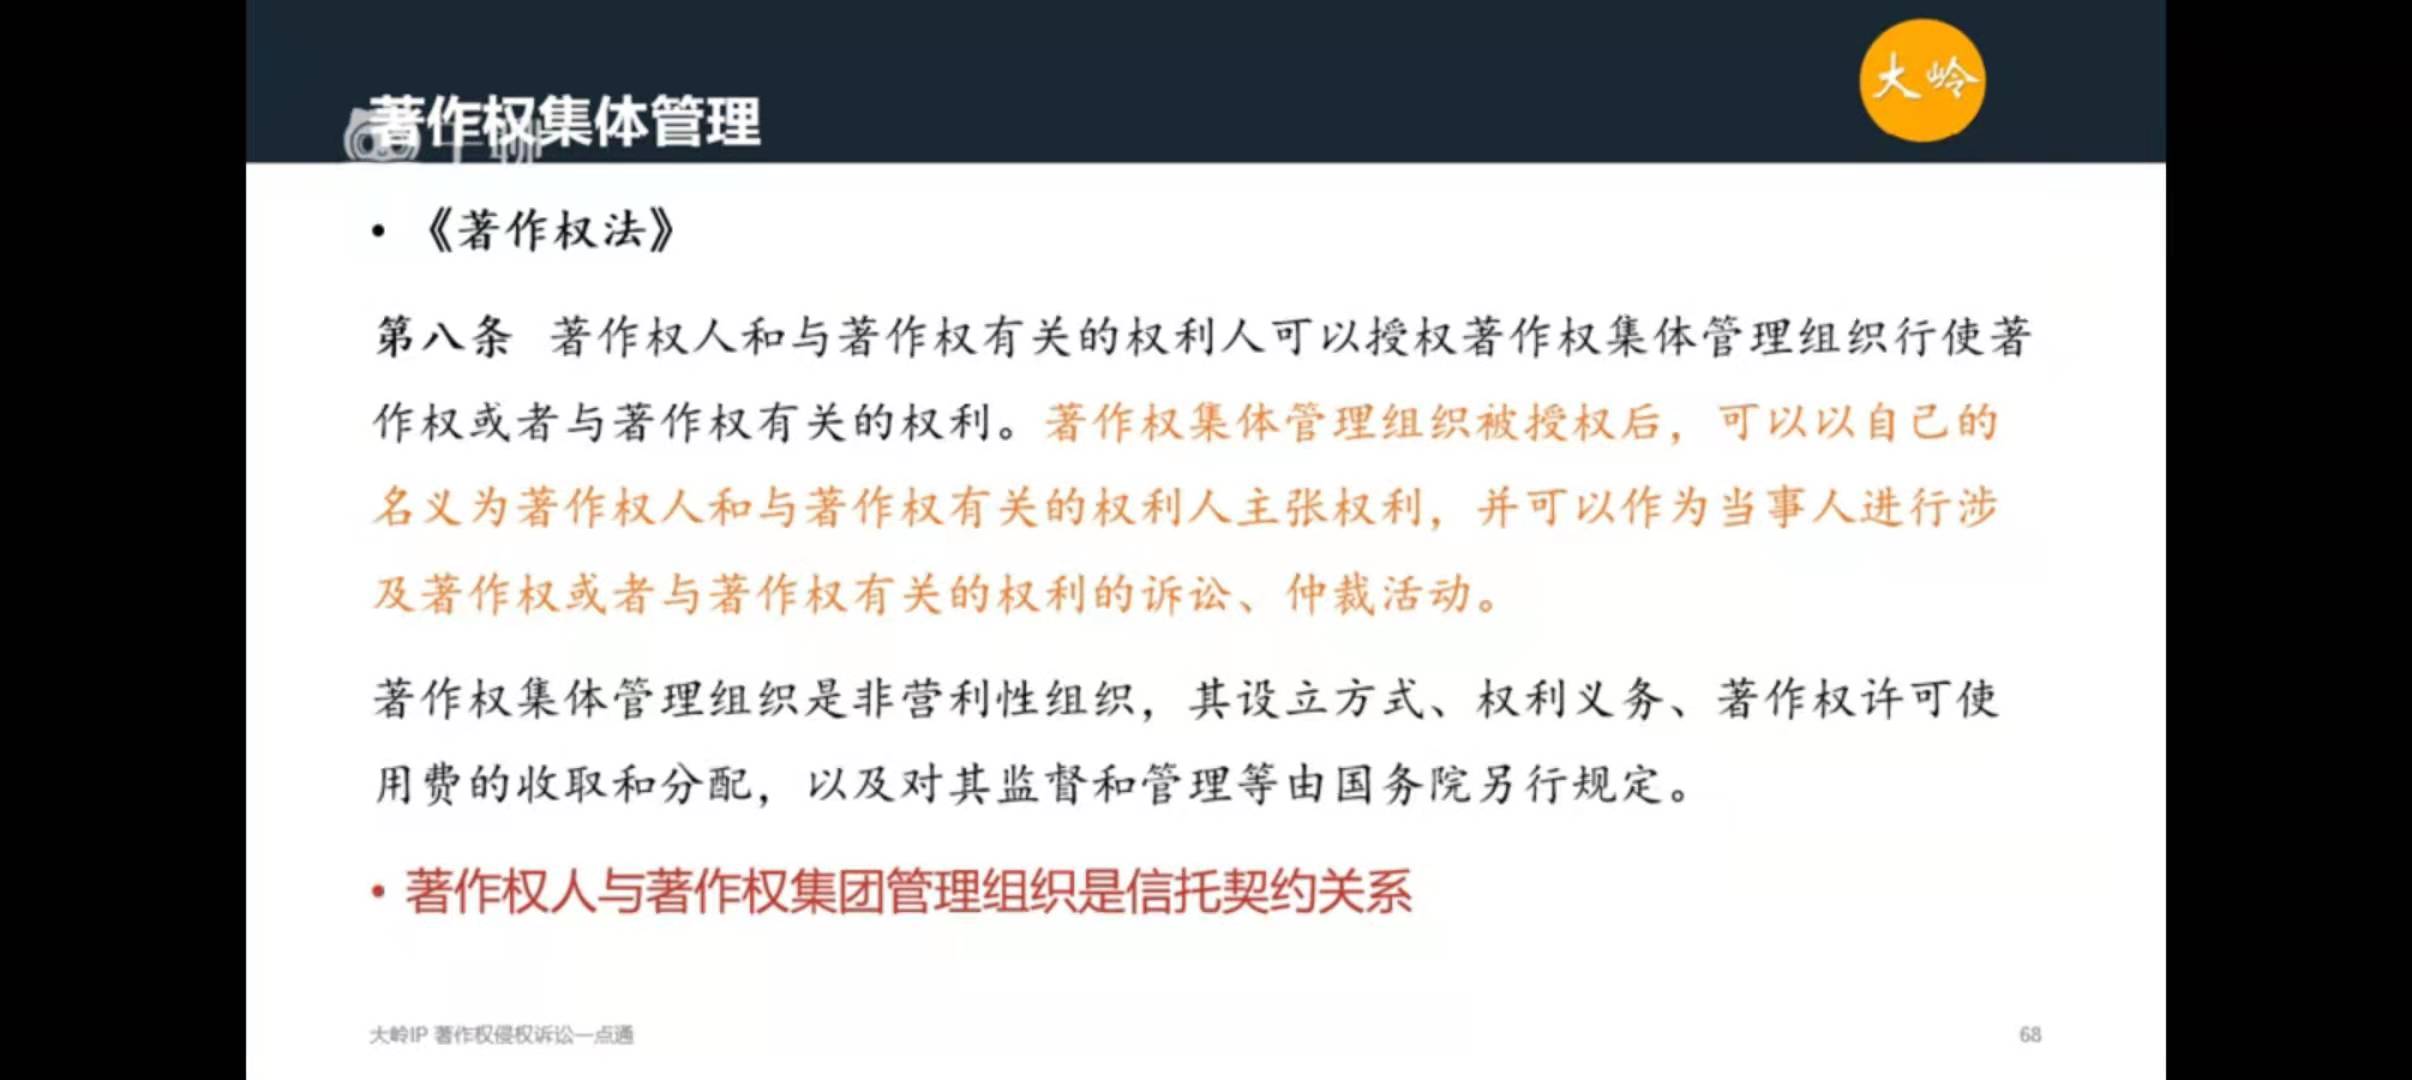 大岭
著作权集体管理
• 《著作权法》
第八条 著作权人和与著作权有关的权利人可以授权著作权集体管理组织行使著
作权或者与著作权有关的权利。著作权集体管理组织被授权后，可以以自己的
名义为著作权人和与著作权有关的权利人主张权利，并可以作为当事人进行涉
及著作权或者与著作权有关的权利的诉讼、仲裁活动。
著作权集体管理组织是非营利性组织，其设立方式、权利义务、著作权许可使
用费的收取和分配，以及对其监督和管理等由国务院另行规定。
• 著作权人与著作权集团管理组织是信托契约关系
大岭IP 著作权侵权诉讼一点通
68